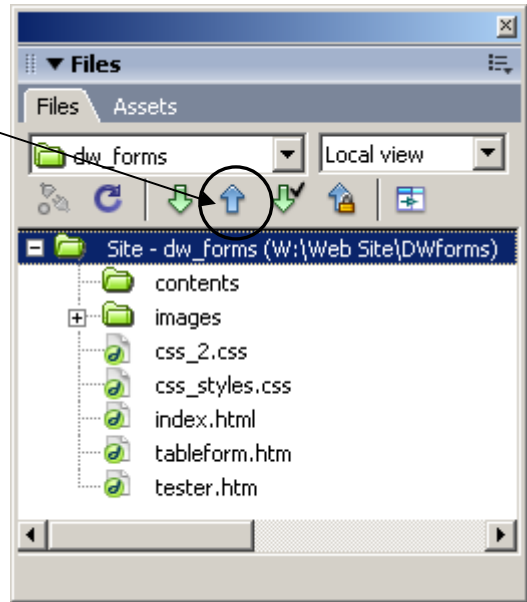 Files
Files Assets
dw_forms Local view
Site - dw_forms (W:\Web Site\DWforms)
contents
images
css_2.css
css_styles.css
index.html
tableform.htm
tester.htm